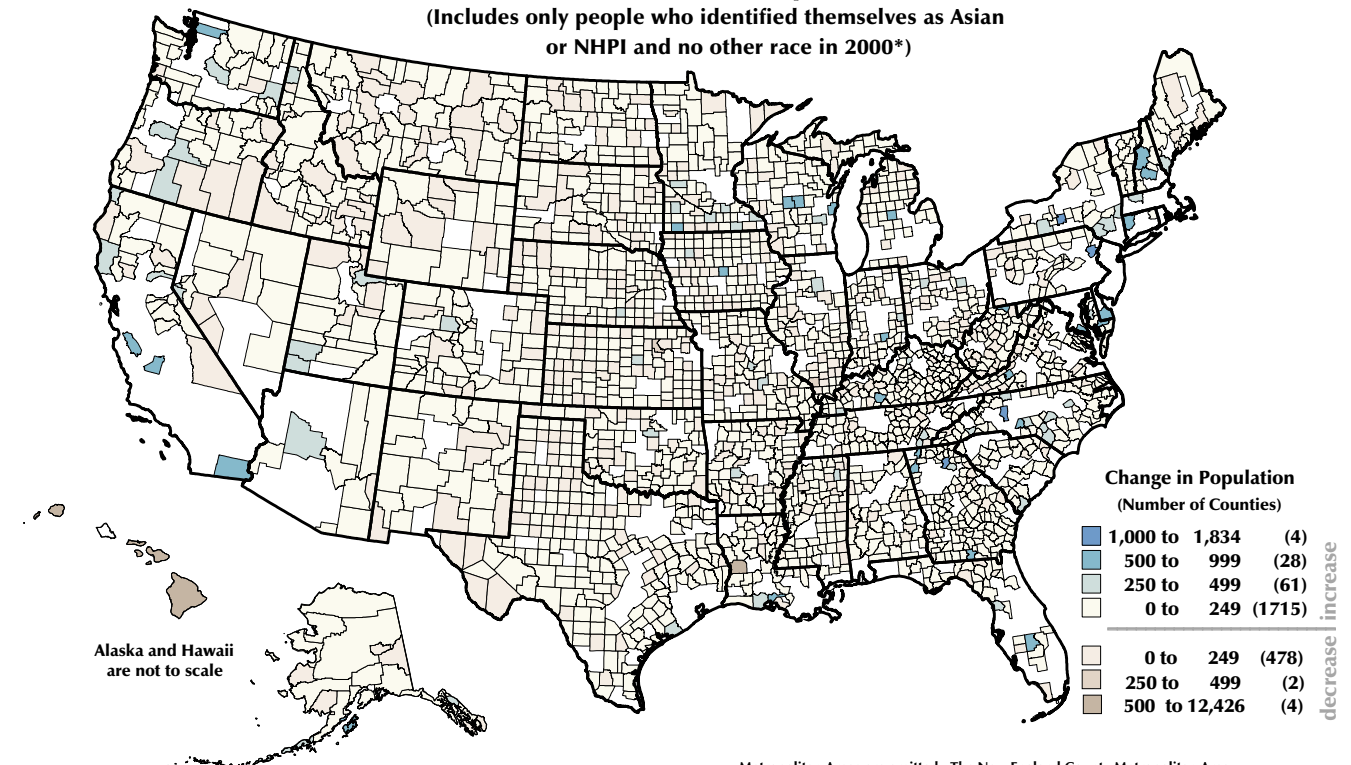 (Includes only people who identified themselves as Asian
or NHPI and no other race in 2000*)
Change in Population
(Number of Counties)
1,000 to 1,834 (4)
500 to 999 (28)
250 to 499 (61)
0 to 249 (1715)
increase
0 to 249 (478)
250 to 499 (2)
500 to 12,426 (4)
decrease
Alaska and Hawaii
are not to scale